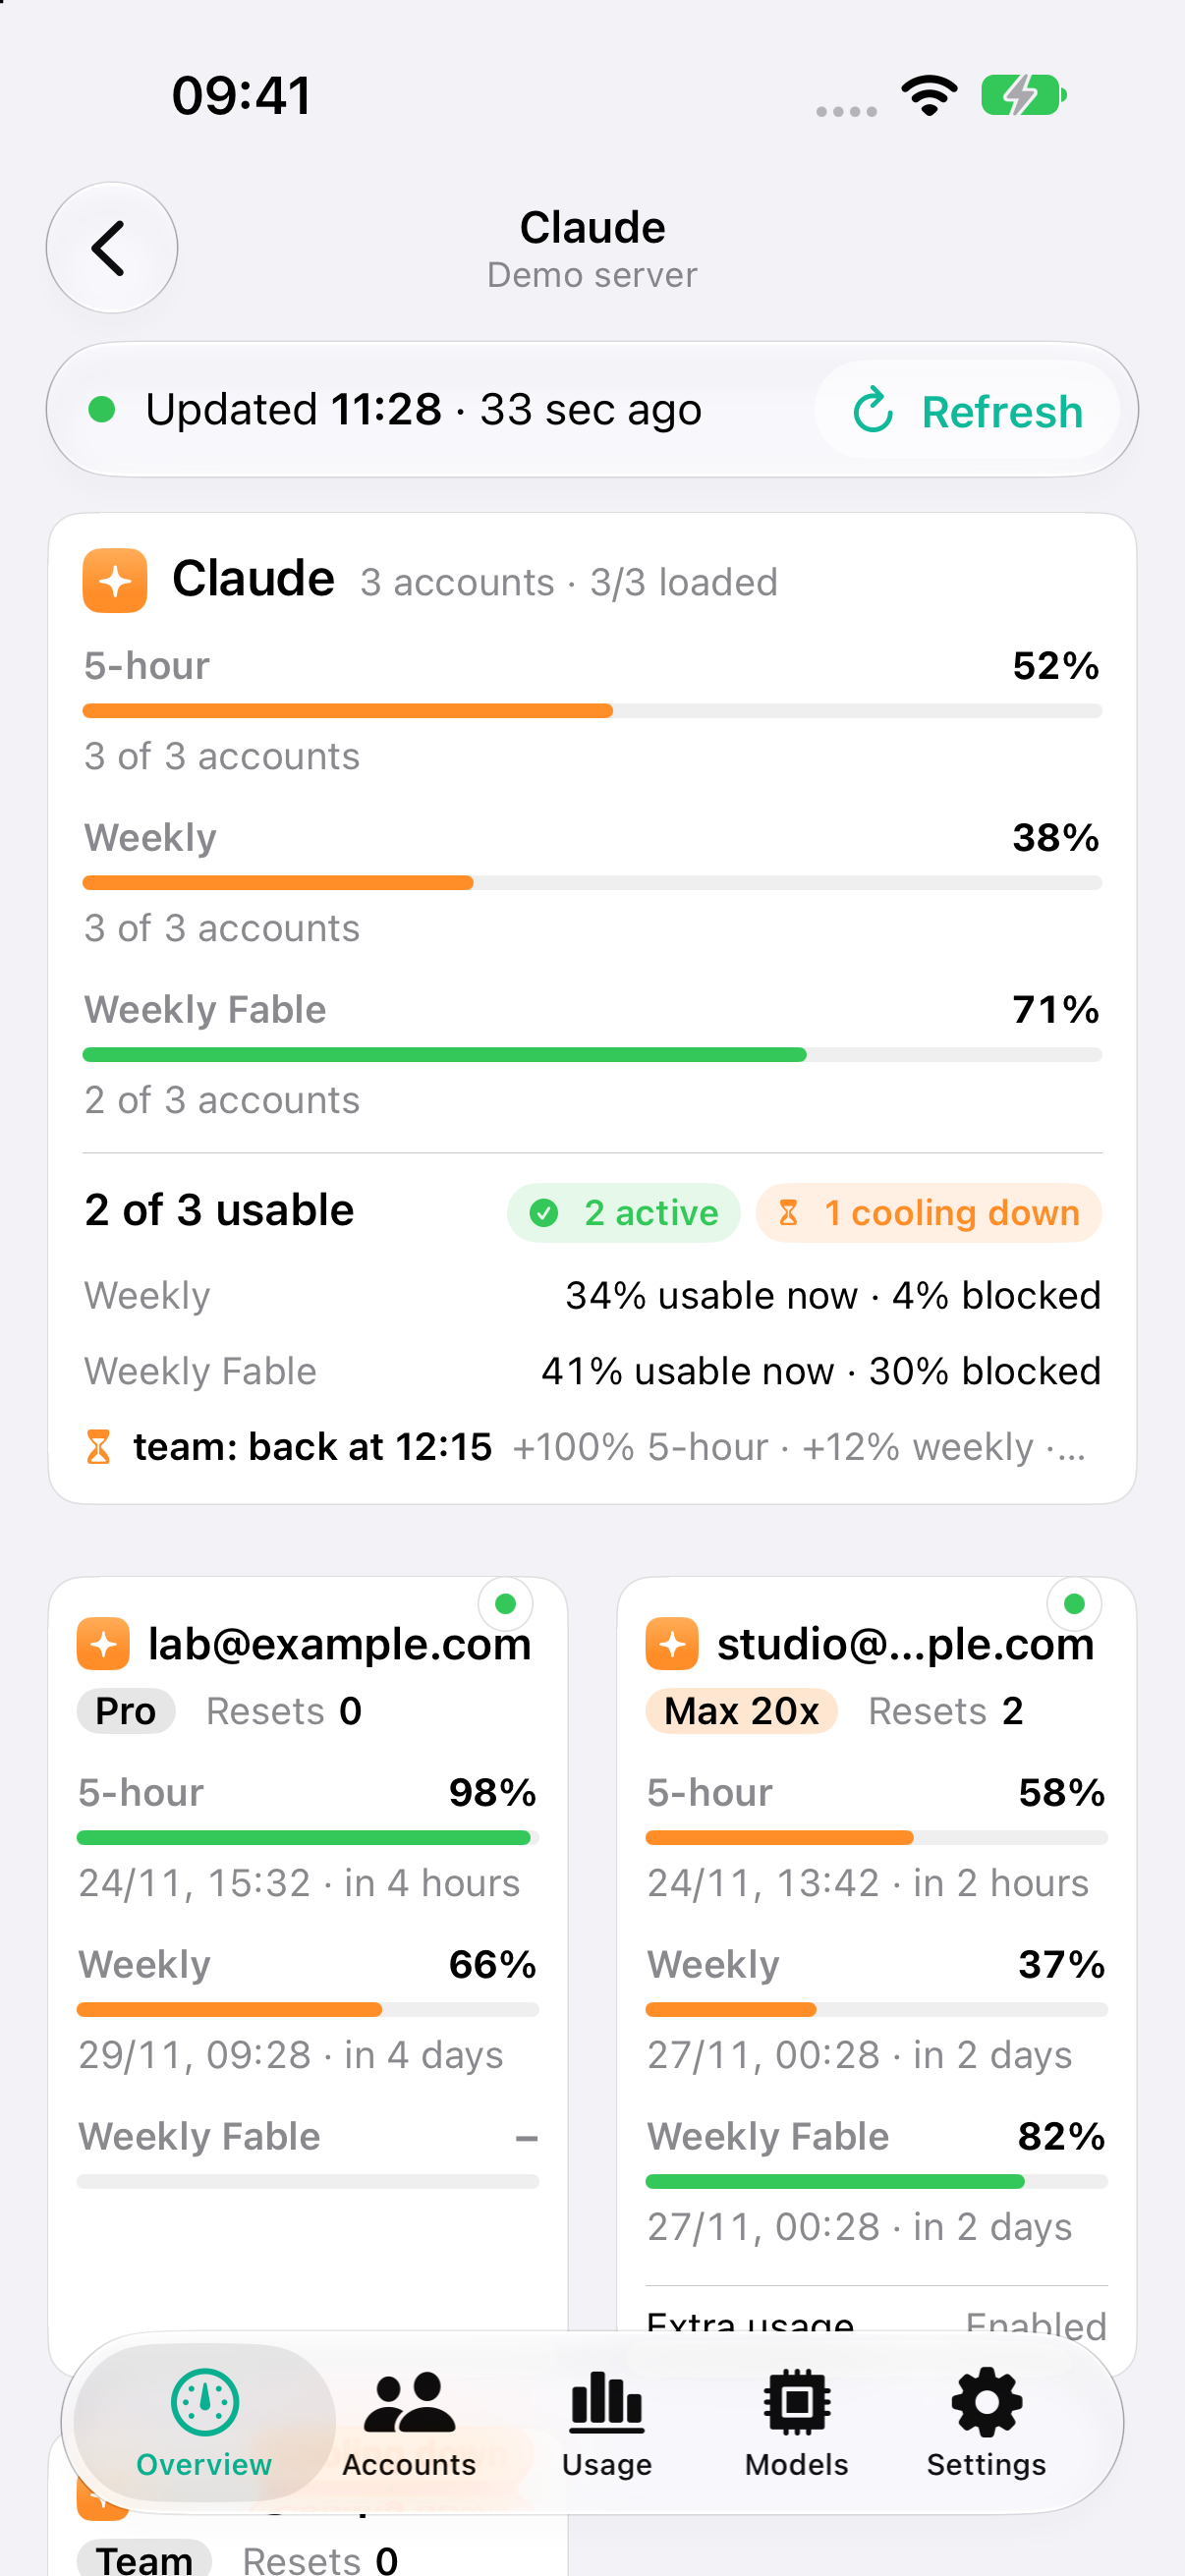 09:41
Claude
Demo server
Updated 11:28 · 33 sec ago
Refresh
Claude 3 accounts · 3/3 loaded
5-hour 52%
3 of 3 accounts
Weekly 38%
3 of 3 accounts
Weekly Fable 71%
2 of 3 accounts
2 of 3 usable 2 active 1 cooling down
Weekly 34% usable now · 4% blocked
Weekly Fable 41% usable now · 30% blocked
team: back at 12:15 +100% 5-hour · +12% weekly ·...
lab@example.com
Pro Resets 0
5-hour 98%
24/11, 15:32 · in 4 hours
Weekly 66%
29/11, 09:28 · in 4 days
Weekly Fable –
studio@...ple.com
Max 20x Resets 2
5-hour 58%
24/11, 13:42 · in 2 hours
Weekly 37%
27/11, 00:28 · in 2 days
Weekly Fable 82%
27/11, 00:28 · in 2 days
Extra usage Enabled
Team Resets 0
Overview
Accounts
Usage
Models
Settings